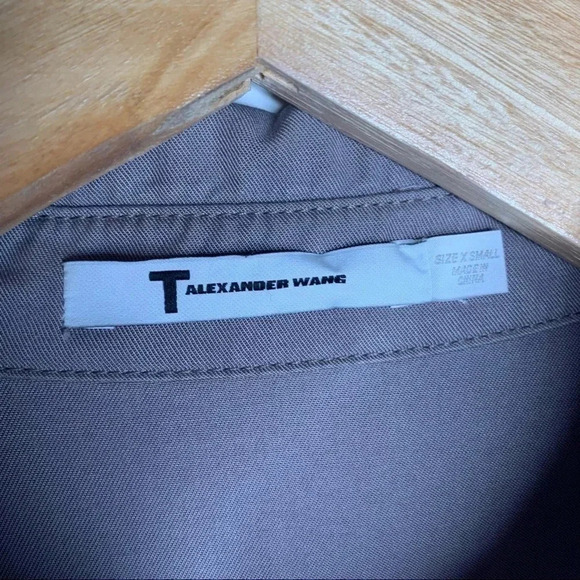 T ALEXANDER WANG
SIZE X SMALL
MADE IN
CHINA